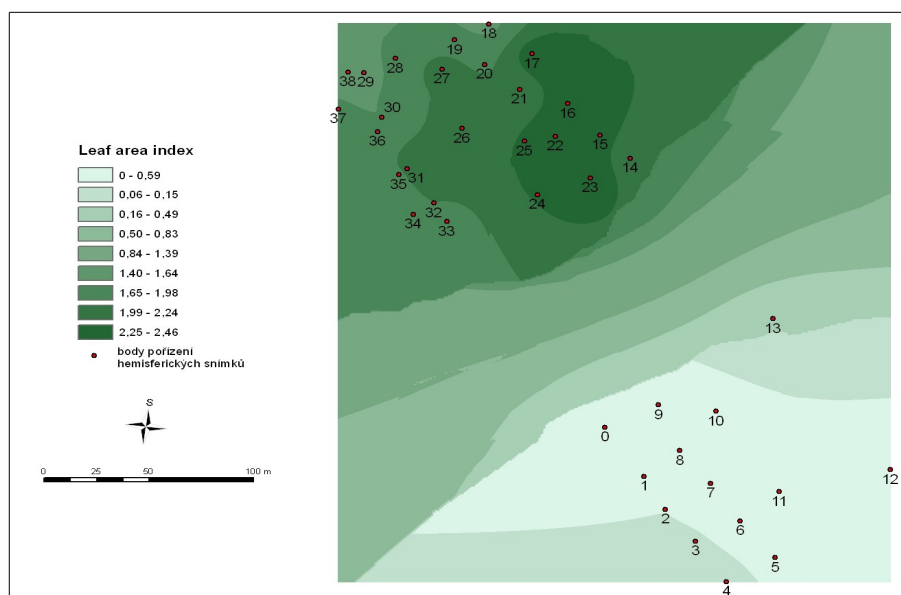 18
19
17
28
27
20
38
29
21
16
37
30
36
26
25
22
15
14
Leaf area index
35
31
23
24
0 - 0,59
32
34
33
0,06 - 0,15
0,16 - 0,49
0,50 - 0,83
0,84 - 1,39
1,40 - 1,64
1,65 - 1,98
1,99 - 2,24
13
2,25 - 2,46
body pořízení
hemisferických snímků
S
9
10
0
8
0 25 50 100 m
12
1
7
11
2
6
3
5
4